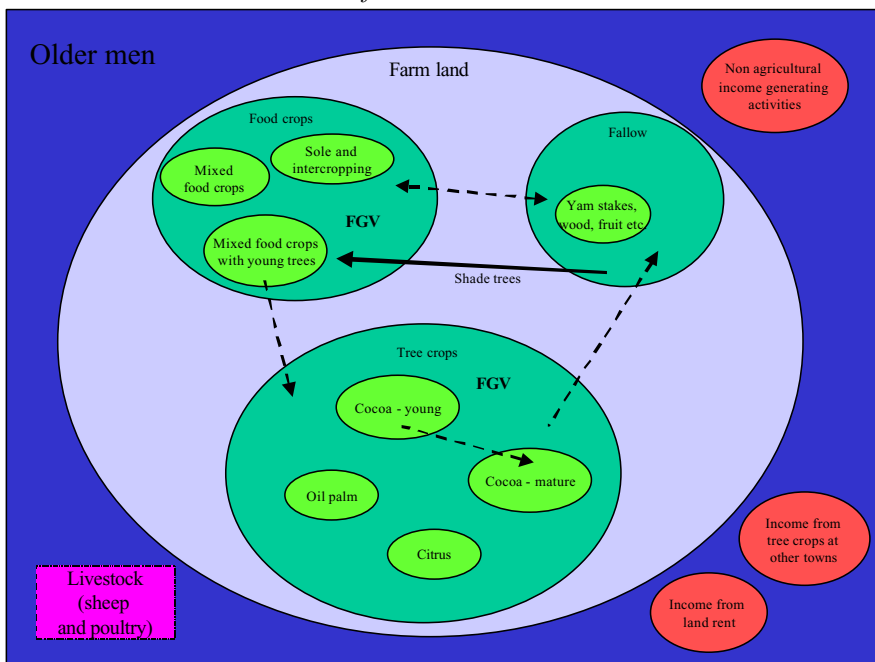 Older men
Farm land
Non agricultural
income generating
activities
Food crops
Fallow
Sole and
intercropping
Mixed
food crops
Yam stakes,
wood, fruit etc.
FGV
Mixed food crops
with young trees
Shade trees
Tree crops
FGV
Cocoa - young
Cocoa - mature
Oil palm
Citrus
Income from
tree crops at
other towns
Livestock
(sheep
and poultry)
Income from
land rent